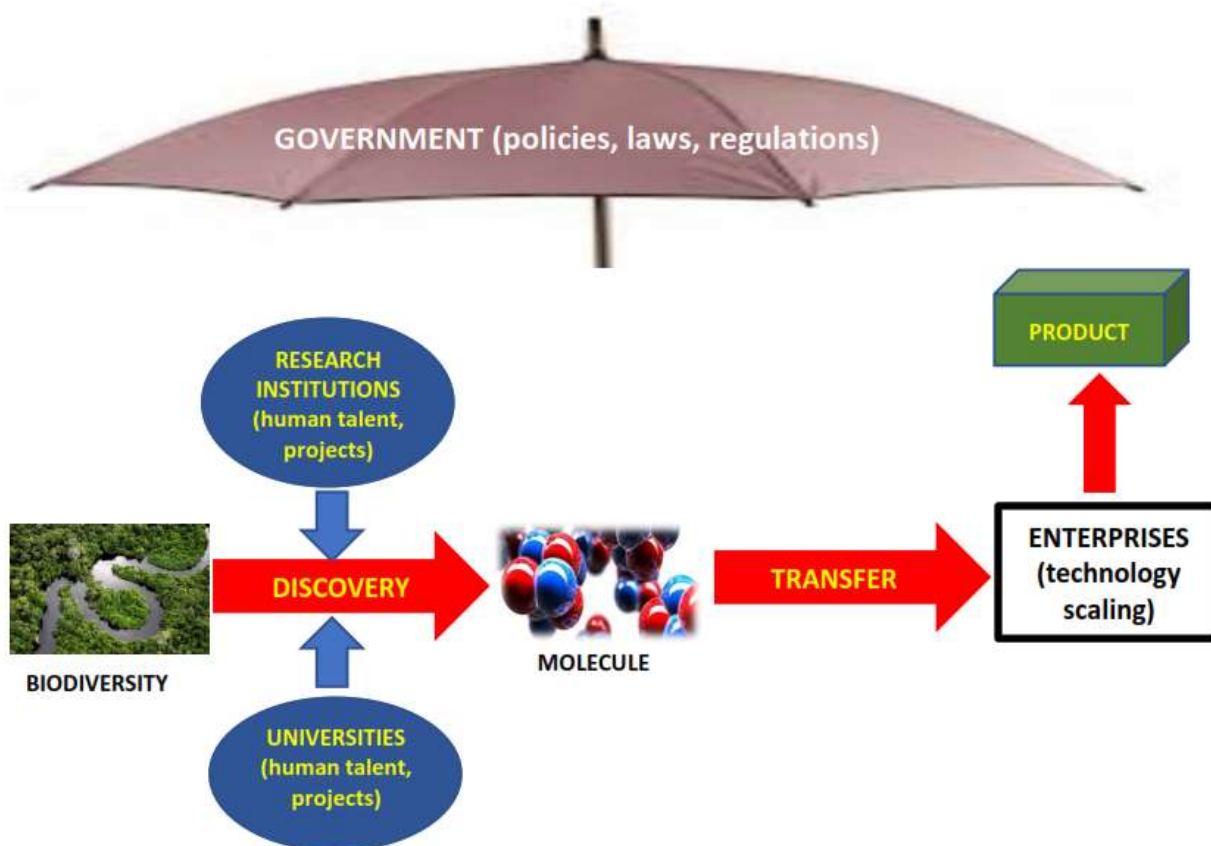 GOVERNMENT (policies, laws, regulations)
PRODUCT
RESEARCH
INSTITUTIONS
(human talent,
projects)
DISCOVERY
TRANSFER
ENTERPRISES
(technology
scaling)
BIODIVERSITY
MOLECULE
UNIVERSITIES
(human talent,
projects)